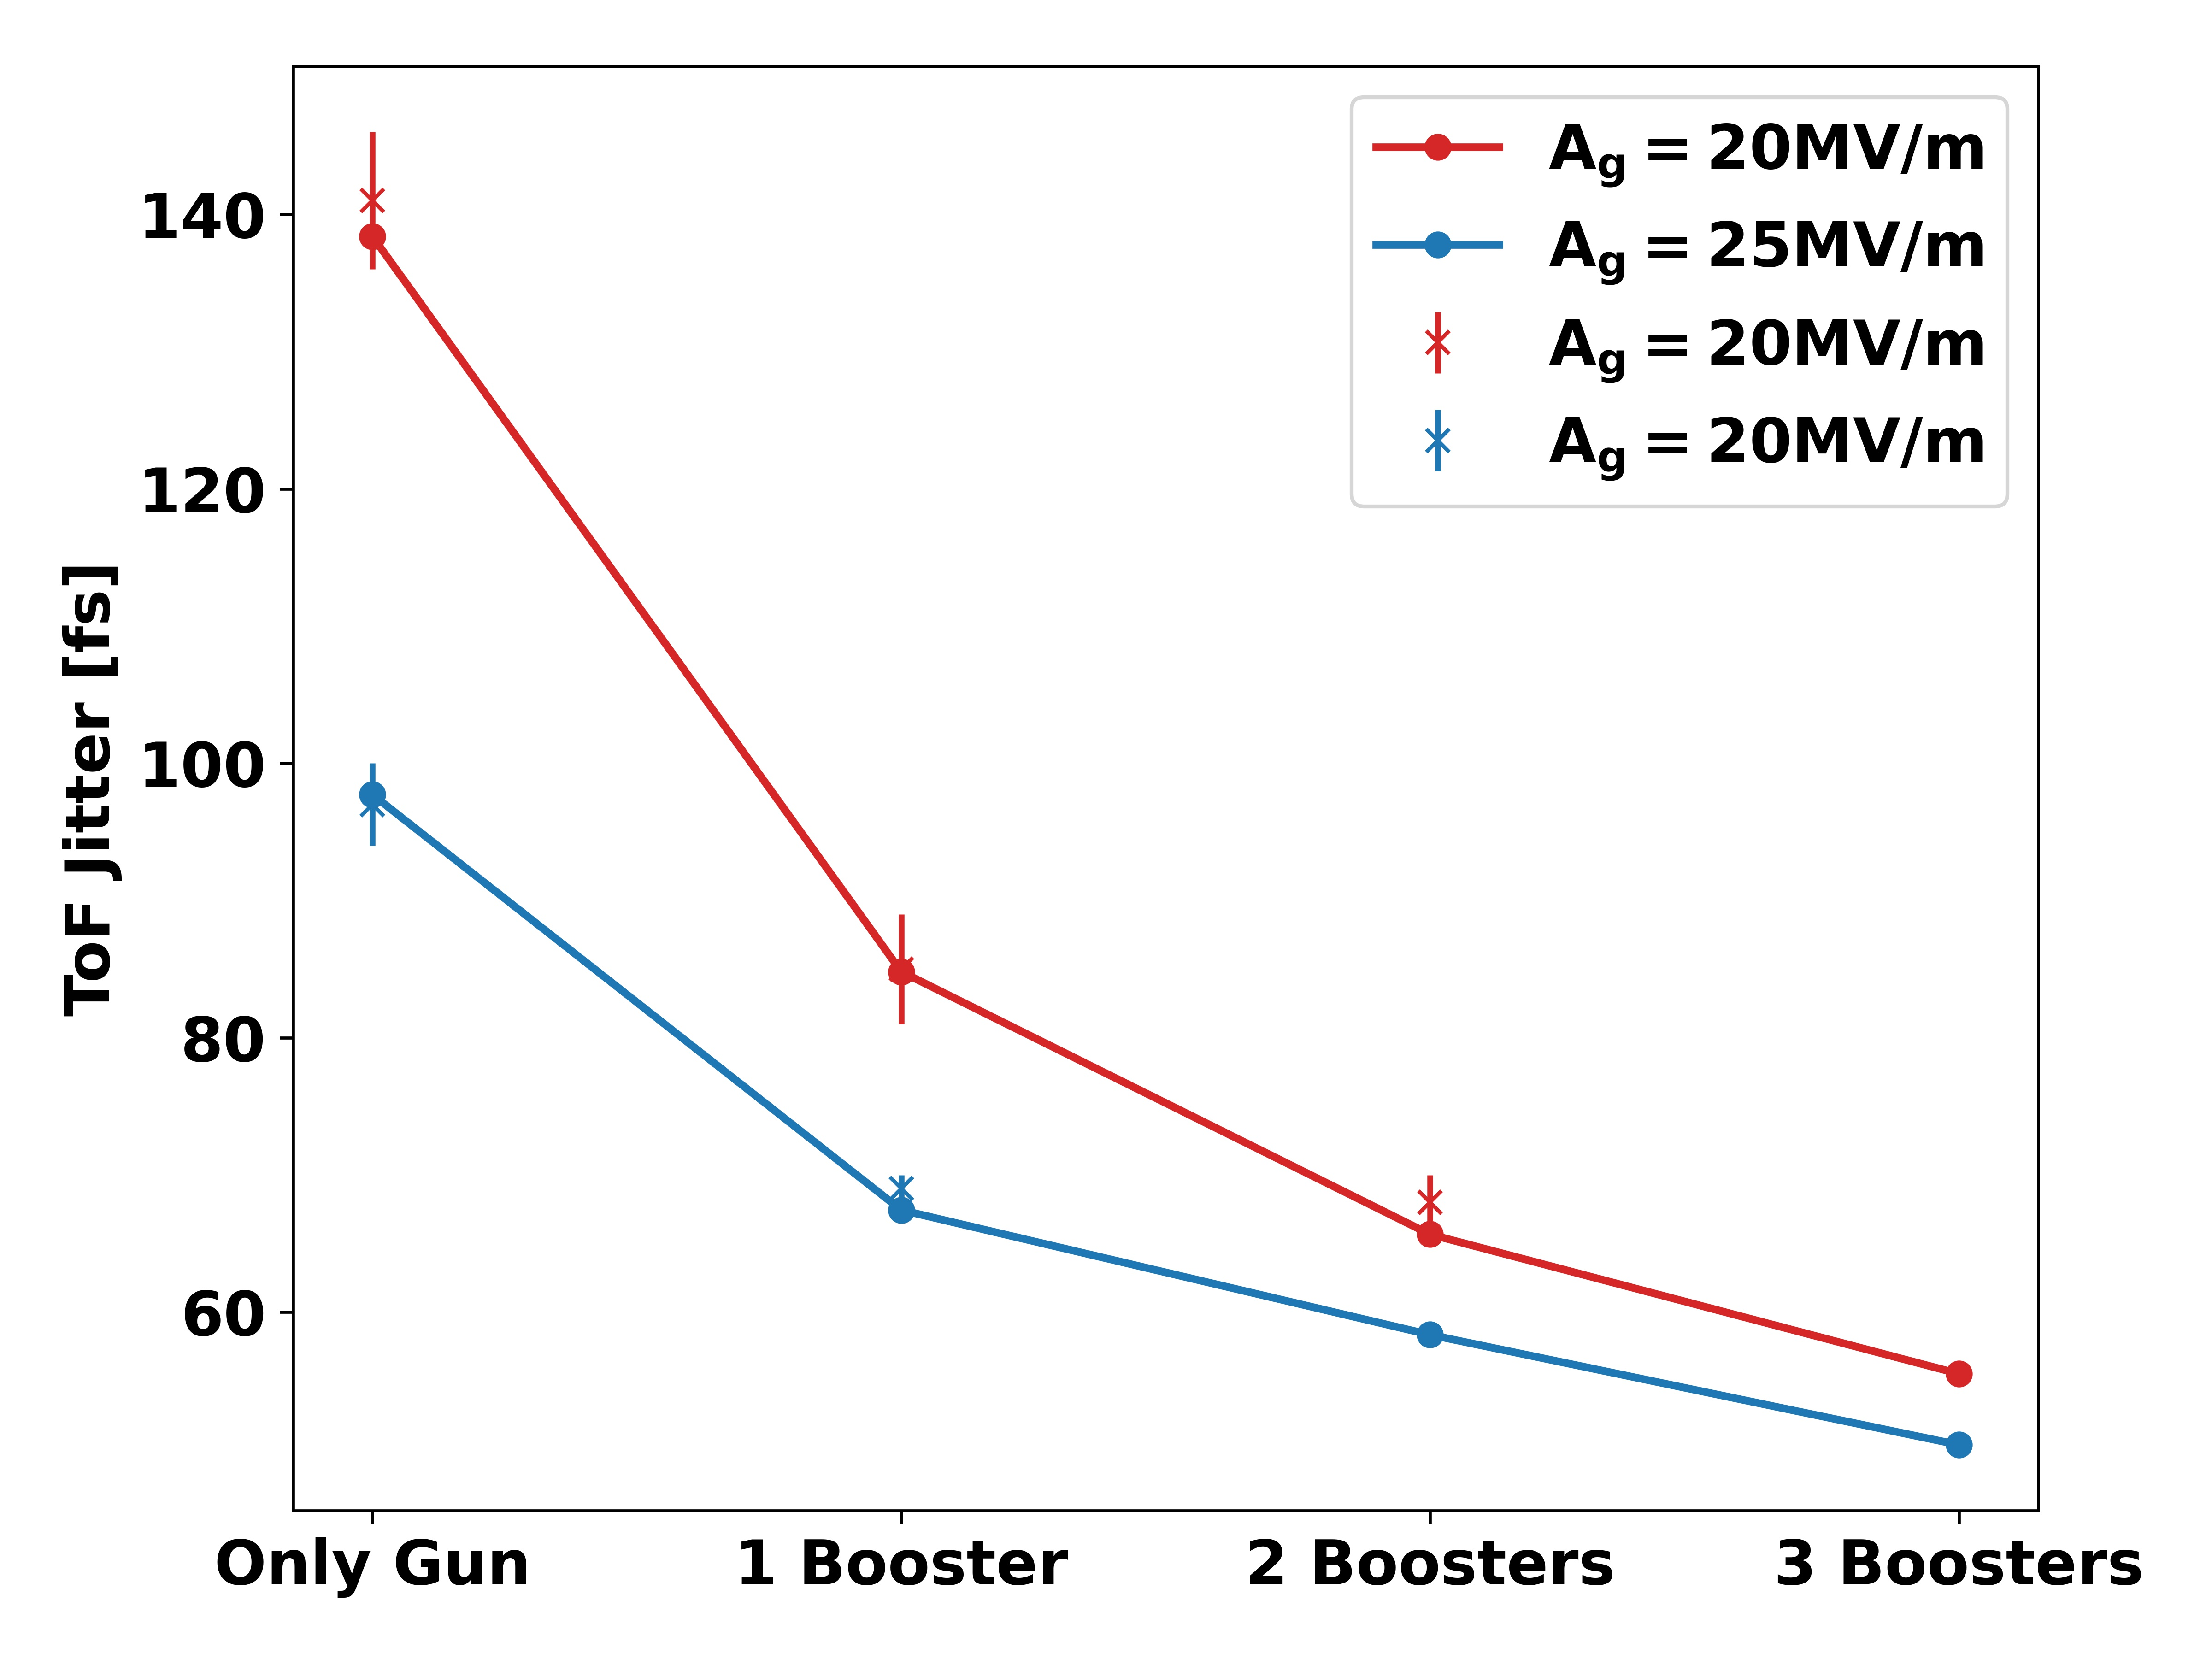 ToF Jitter [fs]
140
120
100
80
60
Only Gun
1 Booster
2 Boosters
3 Boosters
A_g = 20MV/m
A_g = 25MV/m
A_g = 20MV/m
A_g = 20MV/m